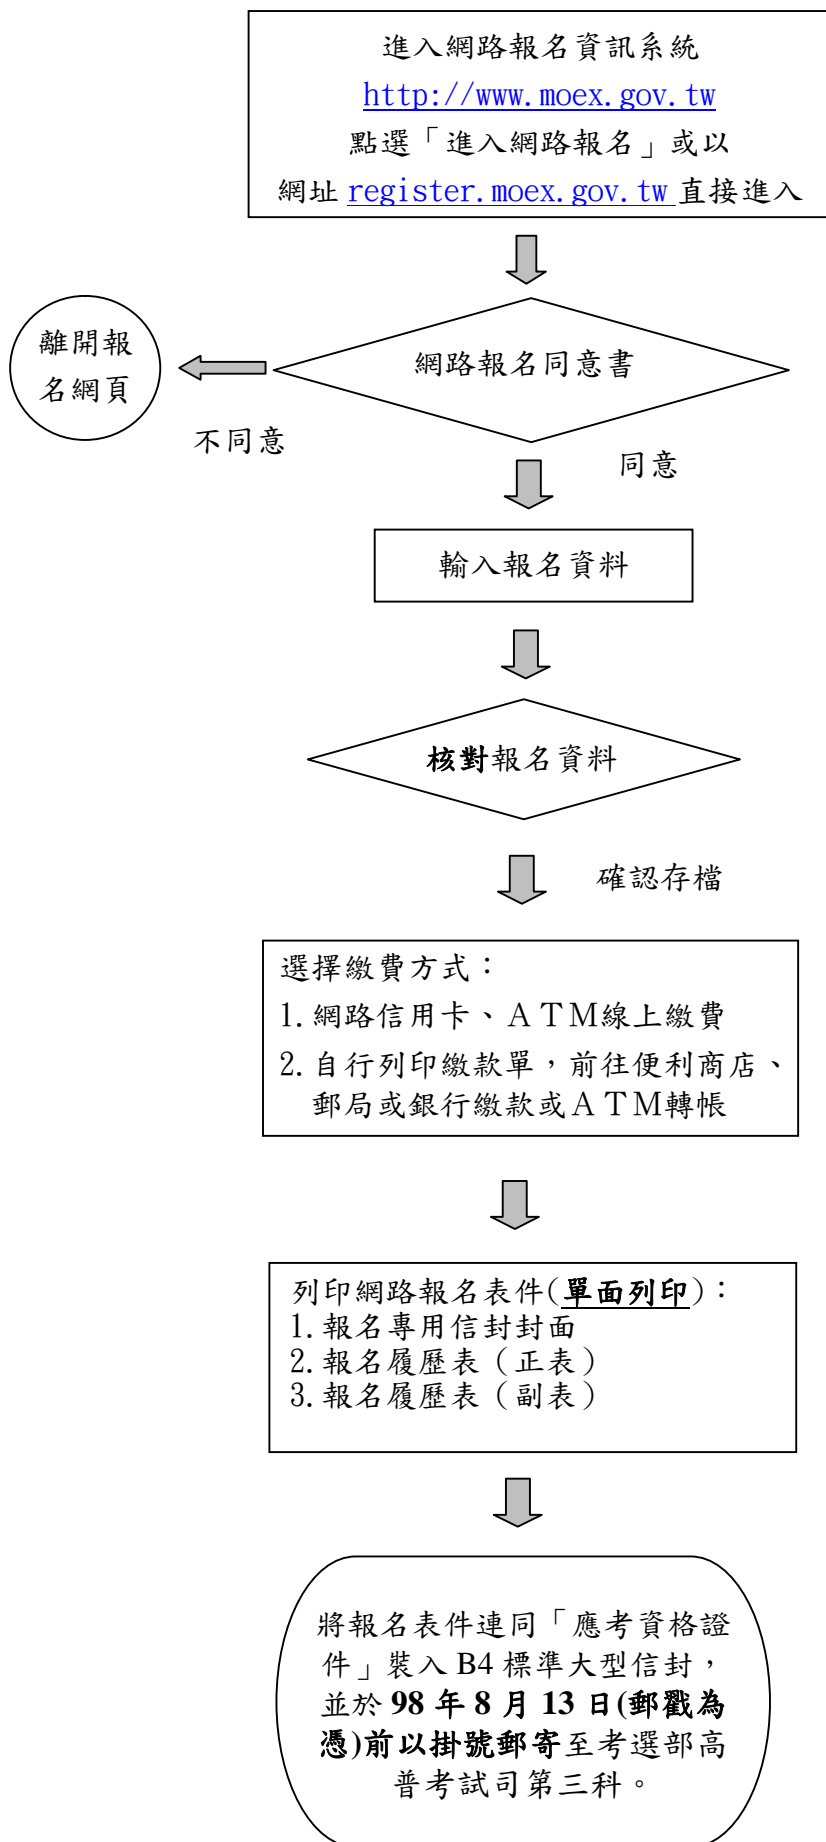 進入網路報名資訊系統
http://www.moex.gov.tw
點選「進入網路報名」或以
網址 register.moex.gov.tw 直接進入
離開報
名網頁
網路報名同意書
不同意
同意
輸入報名資料
核對報名資料
確認存檔
選擇繳費方式：
1.網路信用卡、ＡＴＭ線上繳費
2.自行列印繳款單，前往便利商店、
郵局或銀行繳款或ＡＴＭ轉帳
列印網路報名表件(單面列印)：
1.報名專用信封封面
2.報名履歷表（正表）
3.報名履歷表（副表）
將報名表件連同「應考資格證
件」裝入 B4 標準大型信封，
並於 98 年 8 月 13 日(郵戳為
憑)前以掛號郵寄至考選部高
普考試司第三科。